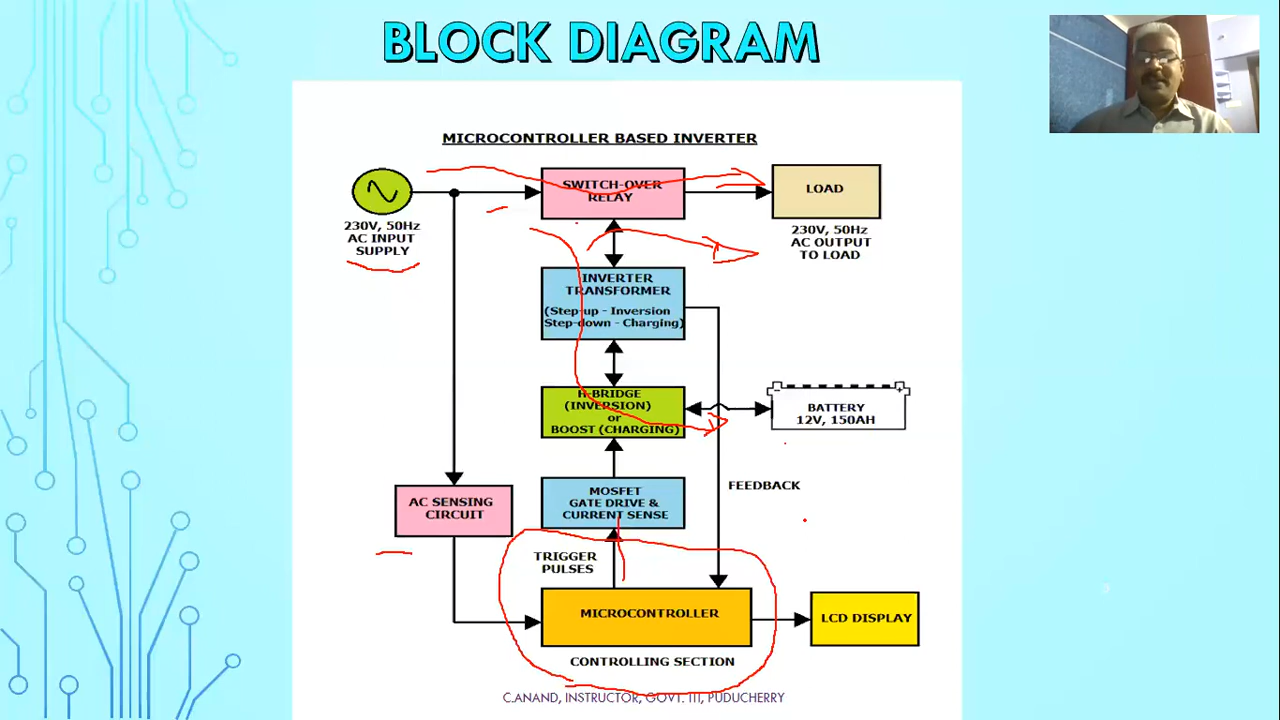 BLOCK DIAGRAM
MICROCONTROLLER BASED INVERTER
230V, 50Hz
AC INPUT
SUPPLY
SWITCH-OVER
RELAY
LOAD
230V, 50Hz
AC OUTPUT
TO LOAD
INVERTER
TRANSFORMER
(Step-up - Inversion
Step-down - Charging)
H-BRIDGE
(INVERSION)
or
BOOST (CHARGING)
BATTERY
12V, 150AH
AC SENSING
CIRCUIT
MOSFET
GATE DRIVE &
CURRENT SENSE
FEEDBACK
TRIGGER
PULSES
MICROCONTROLLER
LCD DISPLAY
CONTROLLING SECTION
C.ANAND, INSTRUCTOR, GOVT. ITI, PUDUCHERRY